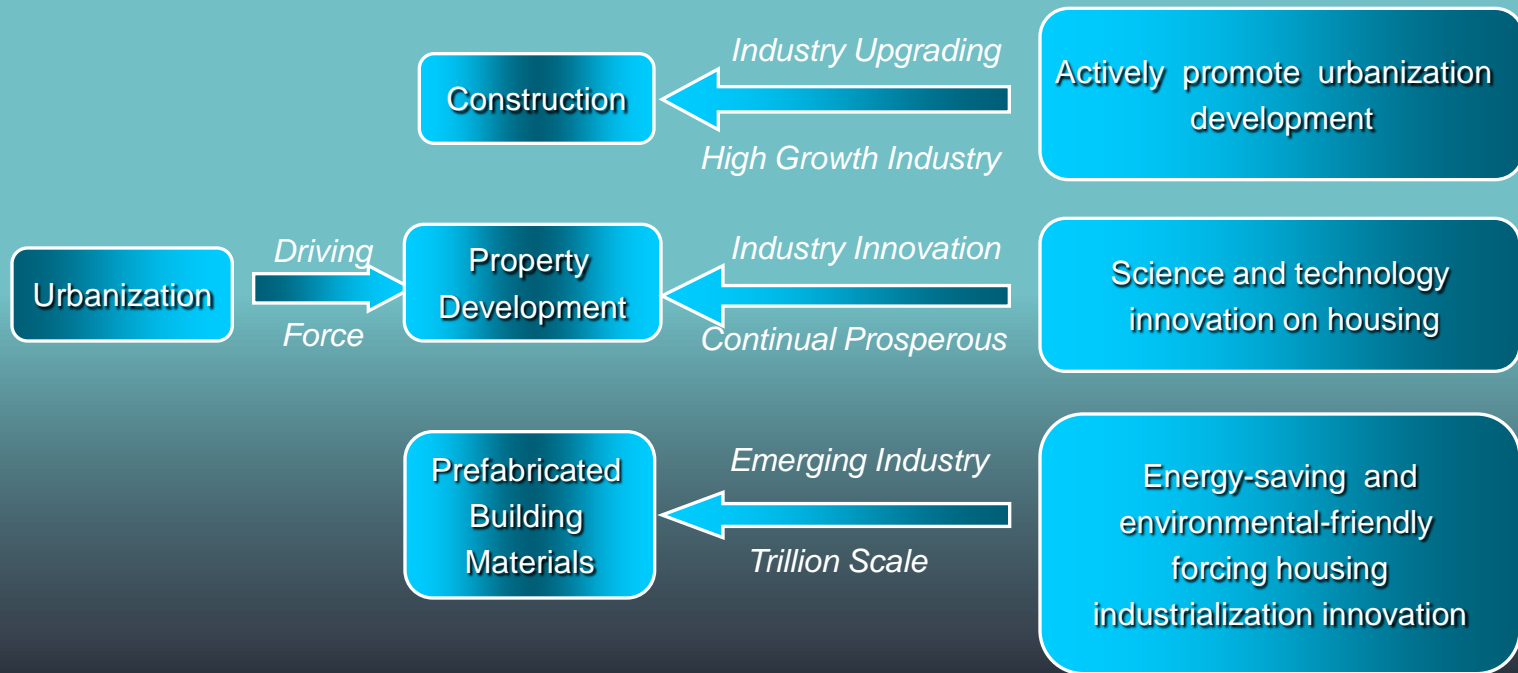 Construction
Industry Upgrading
High Growth Industry
Actively promote urbanization
development
Urbanization
Driving
Force
Property
Development
Industry Innovation
Continual Prosperous
Science and technology
innovation on housing
Prefabricated
Building
Materials
Emerging Industry
Trillion Scale
Energy-saving and
environmental-friendly
forcing housing
industrialization innovation